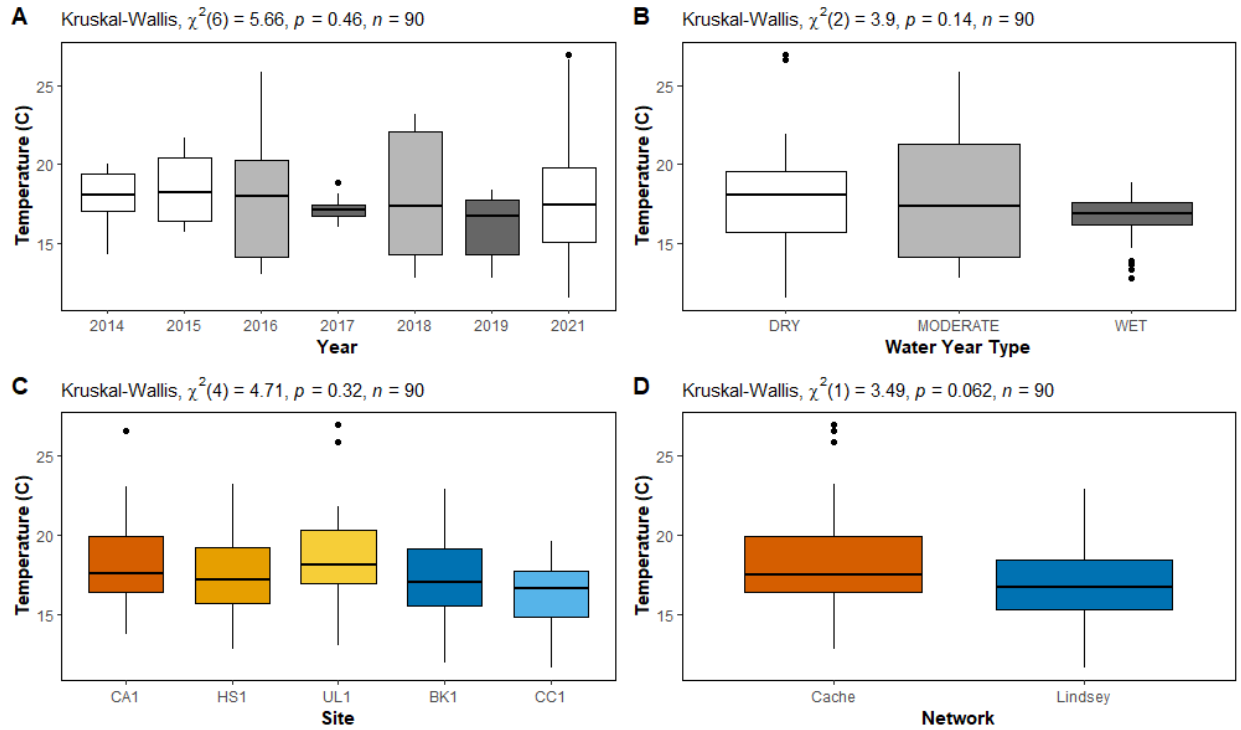 A
Kruskal-Wallis, χ²(6) = 5.66, p = 0.46, n = 90
Temperature (C)
25
20
15
2014 2015 2016 2017 2018 2019 2021
Year
B
Kruskal-Wallis, χ²(2) = 3.9, p = 0.14, n = 90
Temperature (C)
25
20
15
DRY MODERATE WET
Water Year Type
C
Kruskal-Wallis, χ²(4) = 4.71, p = 0.32, n = 90
Temperature (C)
25
20
15
CA1 HS1 UL1 BK1 CC1
Site
D
Kruskal-Wallis, χ²(1) = 3.49, p = 0.062, n = 90
Temperature (C)
25
20
15
Cache Lindsey
Network